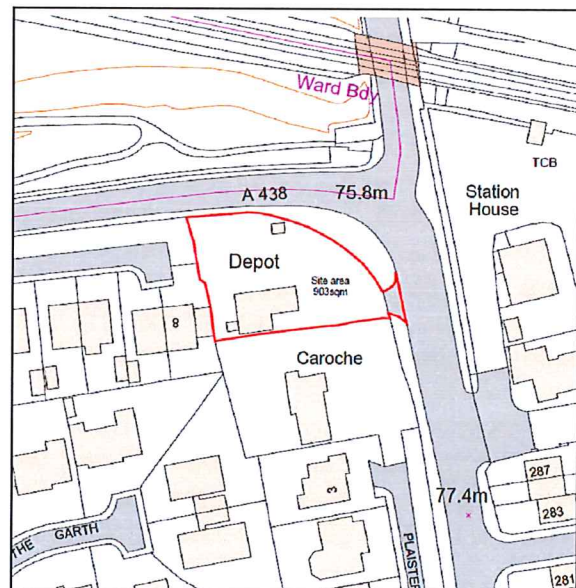 Ward Bdy
TCB
A 438
75.8m
Station
House
Depot
Site area
903sqm
8
Caroche
3
77.4m
287
283
THE GARTH
PLAISTER
281